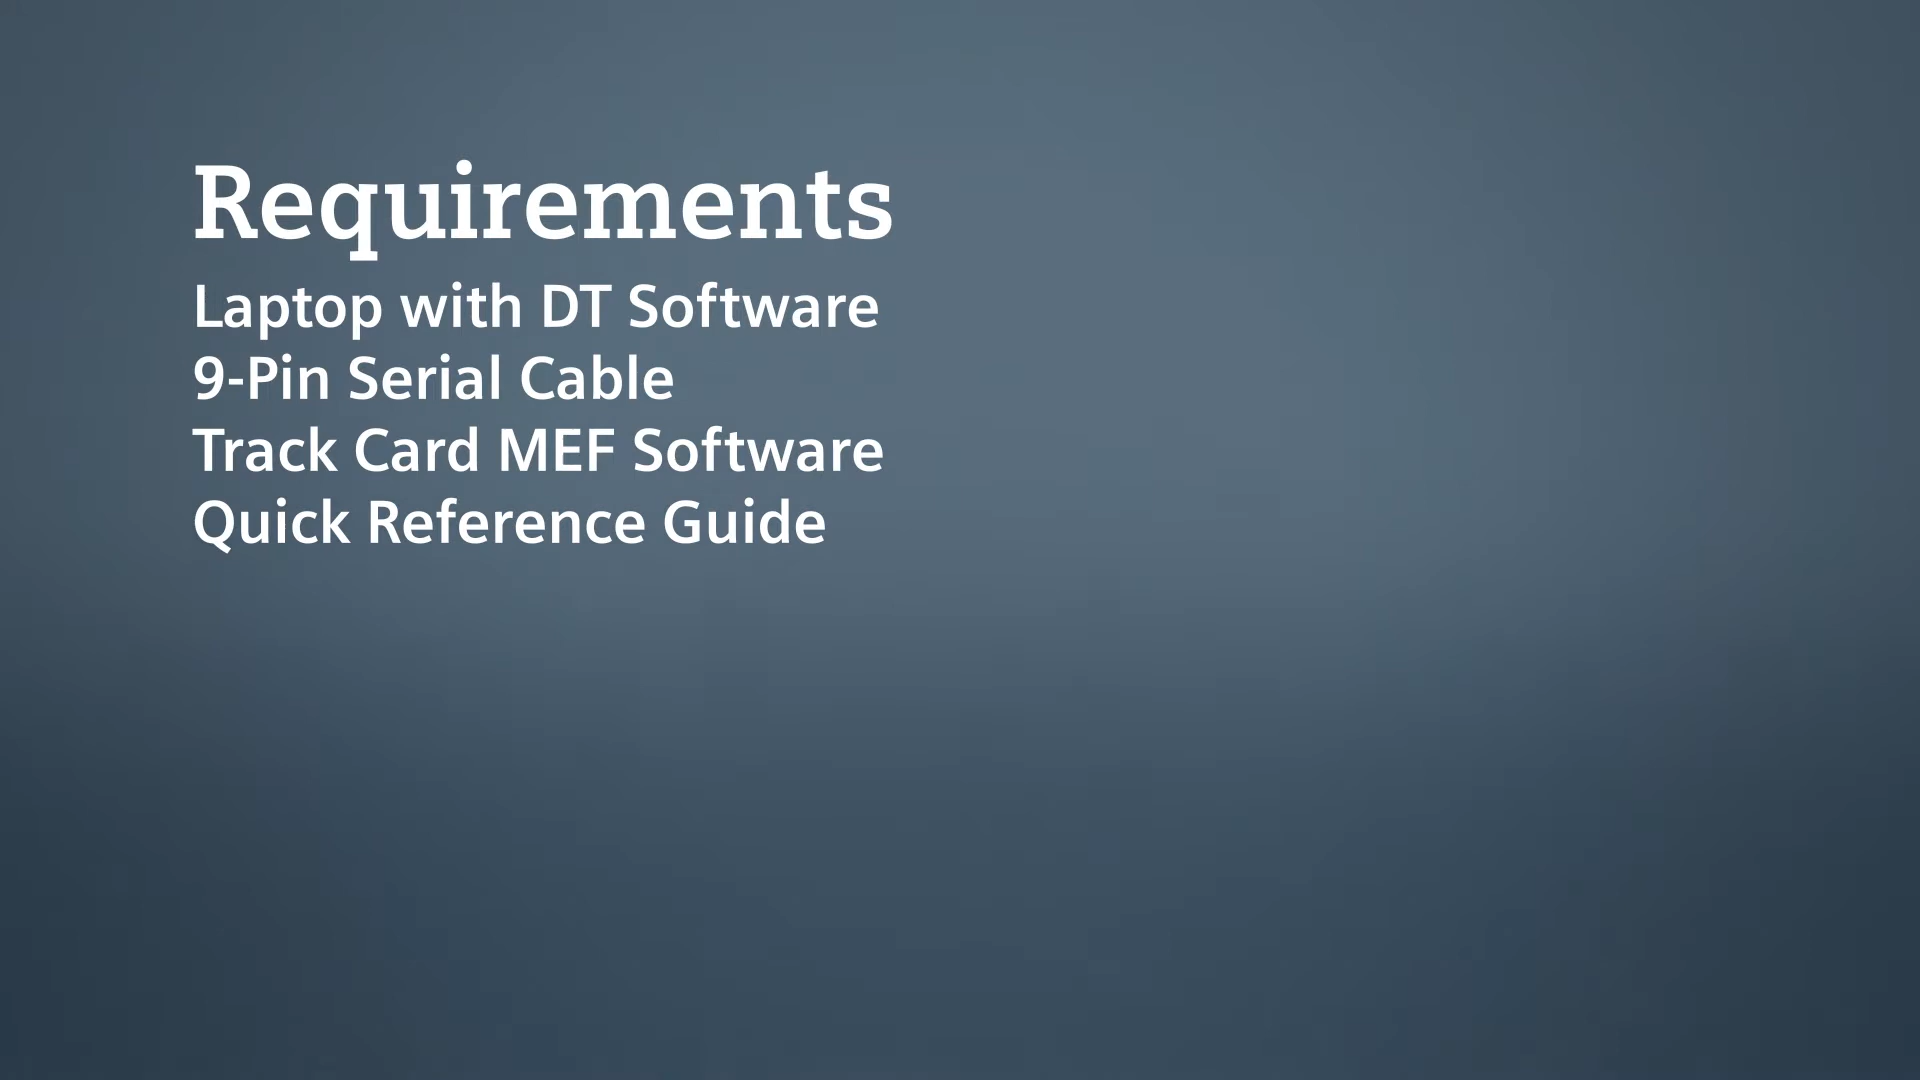 Requirements
Laptop with DT Software
9-Pin Serial Cable
Track Card MEF Software
Quick Reference Guide